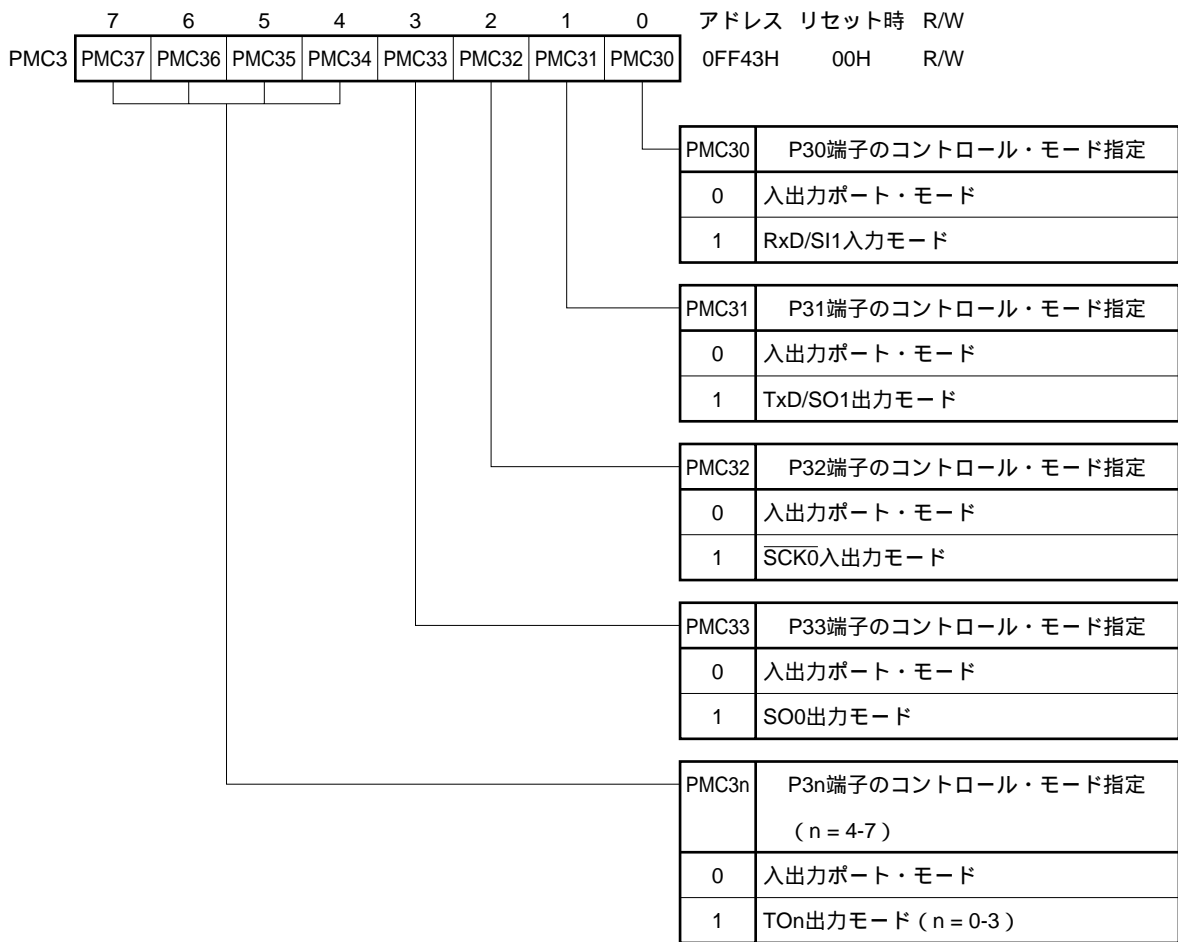 7 6 5 4 3 2 1 0 アドレス リセット時 R/W
PMC3 PMC37 PMC36 PMC35 PMC34 PMC33 PMC32 PMC31 PMC30 0FF43H 00H R/W
PMC30 P30端子のコントロール・モード指定
0 入出力ポート・モード
1 RxD/SI1入力モード
PMC31 P31端子のコントロール・モード指定
0 入出力ポート・モード
1 TxD/SO1出力モード
PMC32 P32端子のコントロール・モード指定
0 入出力ポート・モード
1 S̅C̅K̅0̅入出力モード
PMC33 P33端子のコントロール・モード指定
0 入出力ポート・モード
1 SO0出力モード
PMC3n P3n端子のコントロール・モード指定
（n = 4-7）
0 入出力ポート・モード
1 TOn出力モード（n = 0-3）